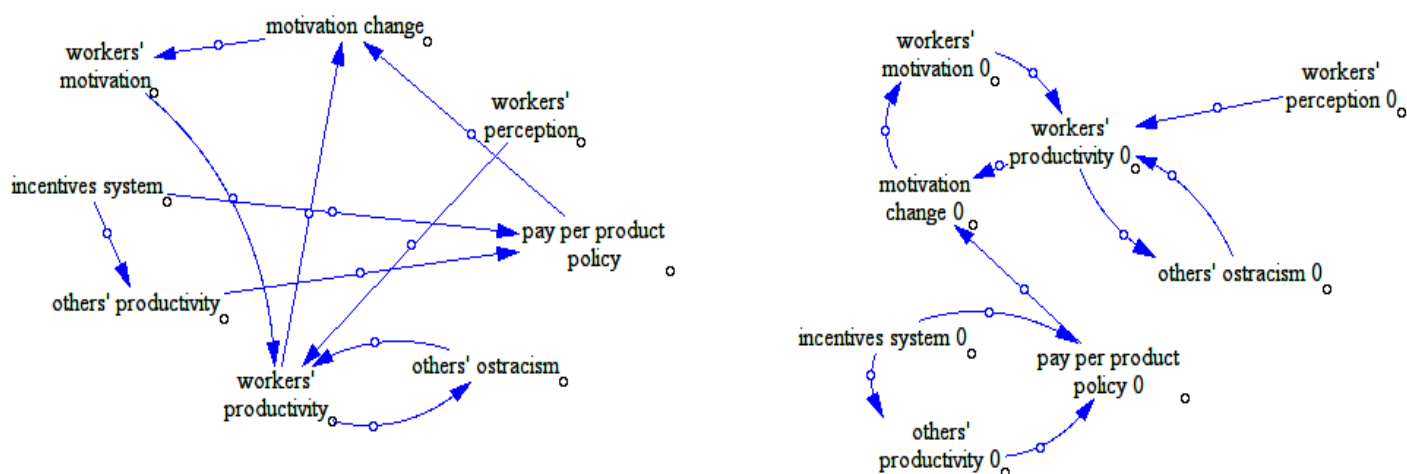 motivation change
workers'
motivation
workers'
perception
incentives system
pay per product
policy
others' productivity
workers'
productivity
others' ostracism
workers'
motivation 0
workers'
perception 0
workers'
productivity 0
motivation
change 0
others' ostracism 0
incentives system 0
pay per product
policy 0
others'
productivity 0